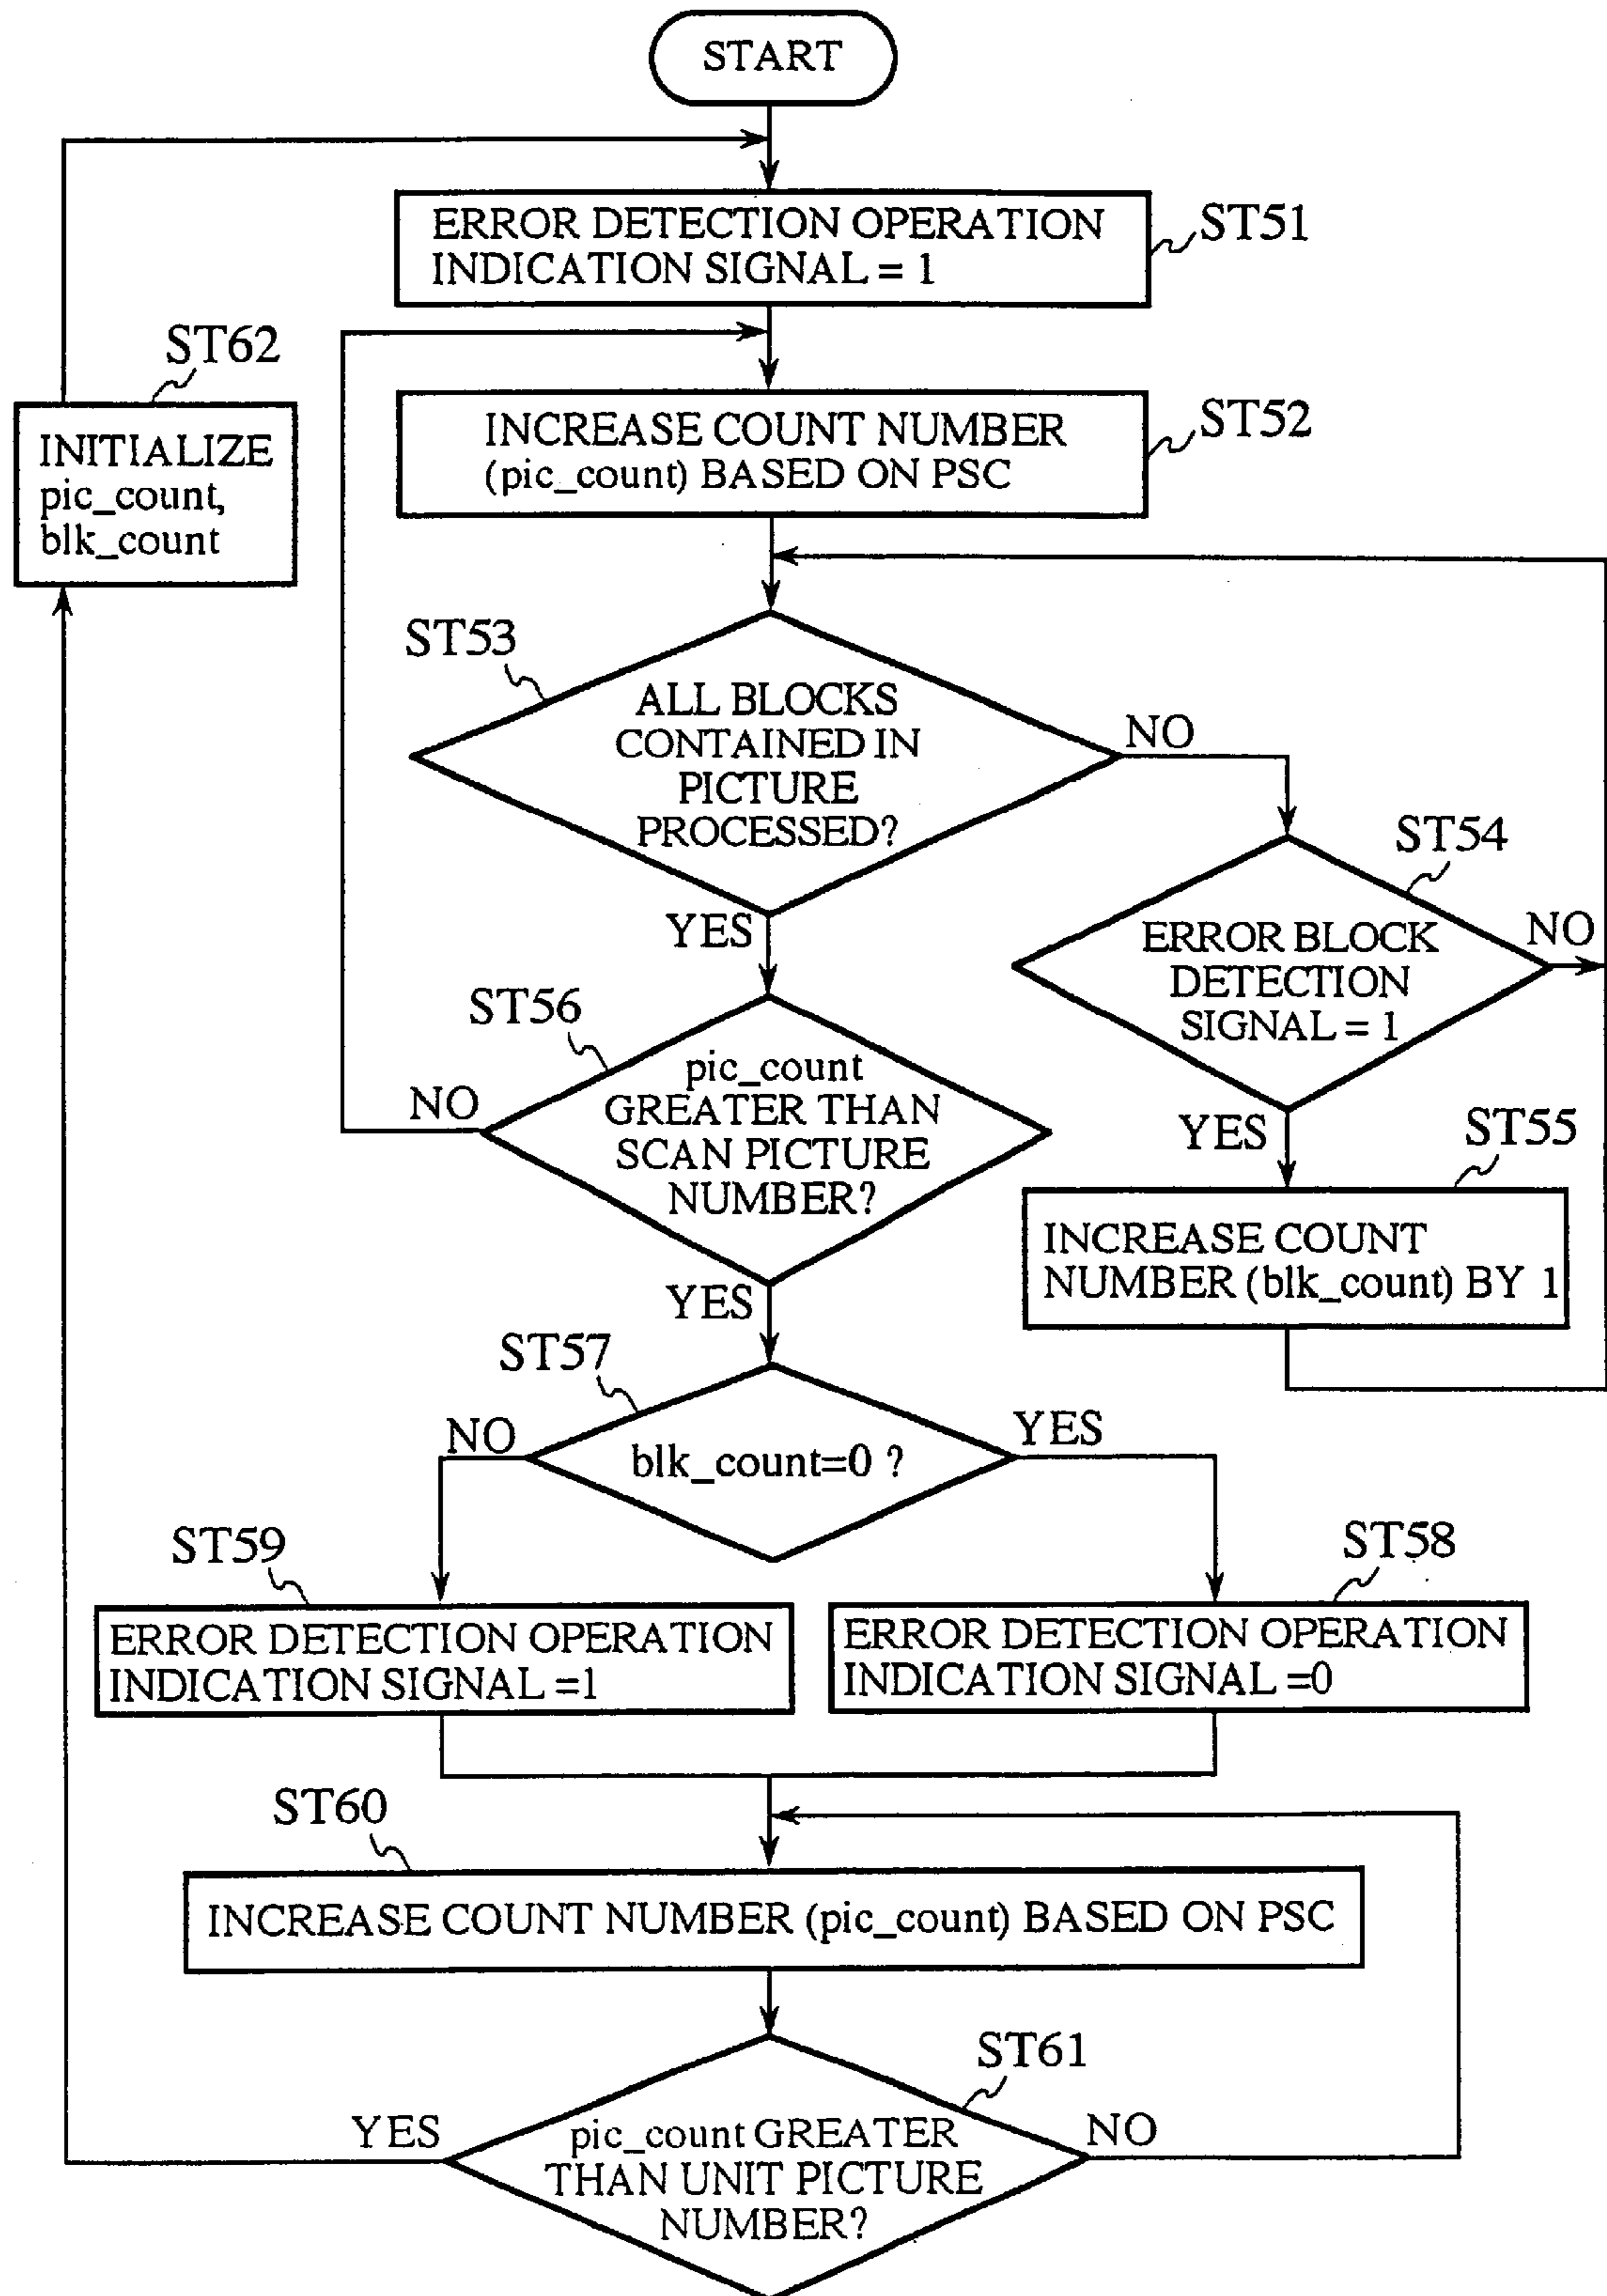 START
ERROR DETECTION OPERATION
INDICATION SIGNAL = 1
ST51
ST62
INITIALIZE
pic_count,
blk_count
INCREASE COUNT NUMBER
(pic_count) BASED ON PSC
ST52
ST53
ALL BLOCKS
CONTAINED IN
PICTURE
PROCESSED?
NO
YES
ST54
ERROR BLOCK
DETECTION
SIGNAL = 1
NO
YES
ST55
INCREASE COUNT
NUMBER (blk_count) BY 1
ST56
pic_count
GREATER THAN
SCAN PICTURE
NUMBER?
NO
YES
ST57
blk_count=0 ?
NO
YES
ST59
ERROR DETECTION OPERATION
INDICATION SIGNAL =1
ST58
ERROR DETECTION OPERATION
INDICATION SIGNAL =0
ST60
INCREASE COUNT NUMBER (pic_count) BASED ON PSC
ST61
pic_count GREATER
THAN UNIT PICTURE
NUMBER?
YES
NO